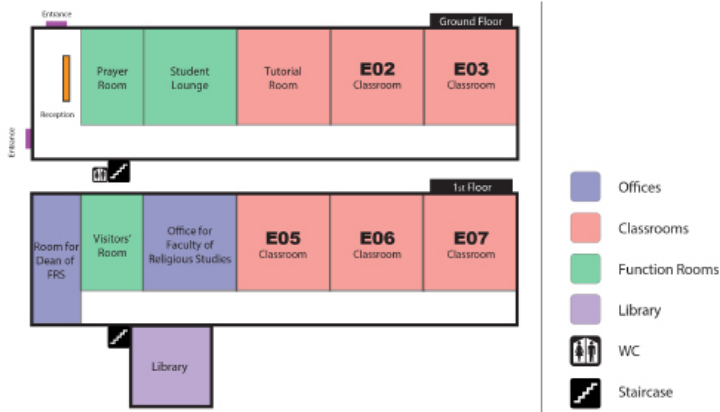 Entrance
Ground Floor
Prayer
Room
Student
Lounge
Tutorial
Room
E02
Classroom
E03
Classroom
Reception
Entrance
1st Floor
Room for
Dean of
FRS
Visitors'
Room
Office for
Faculty of
Religious Studies
E05
Classroom
E06
Classroom
E07
Classroom
Library
Offices
Classrooms
Function Rooms
Library
WC
Staircase